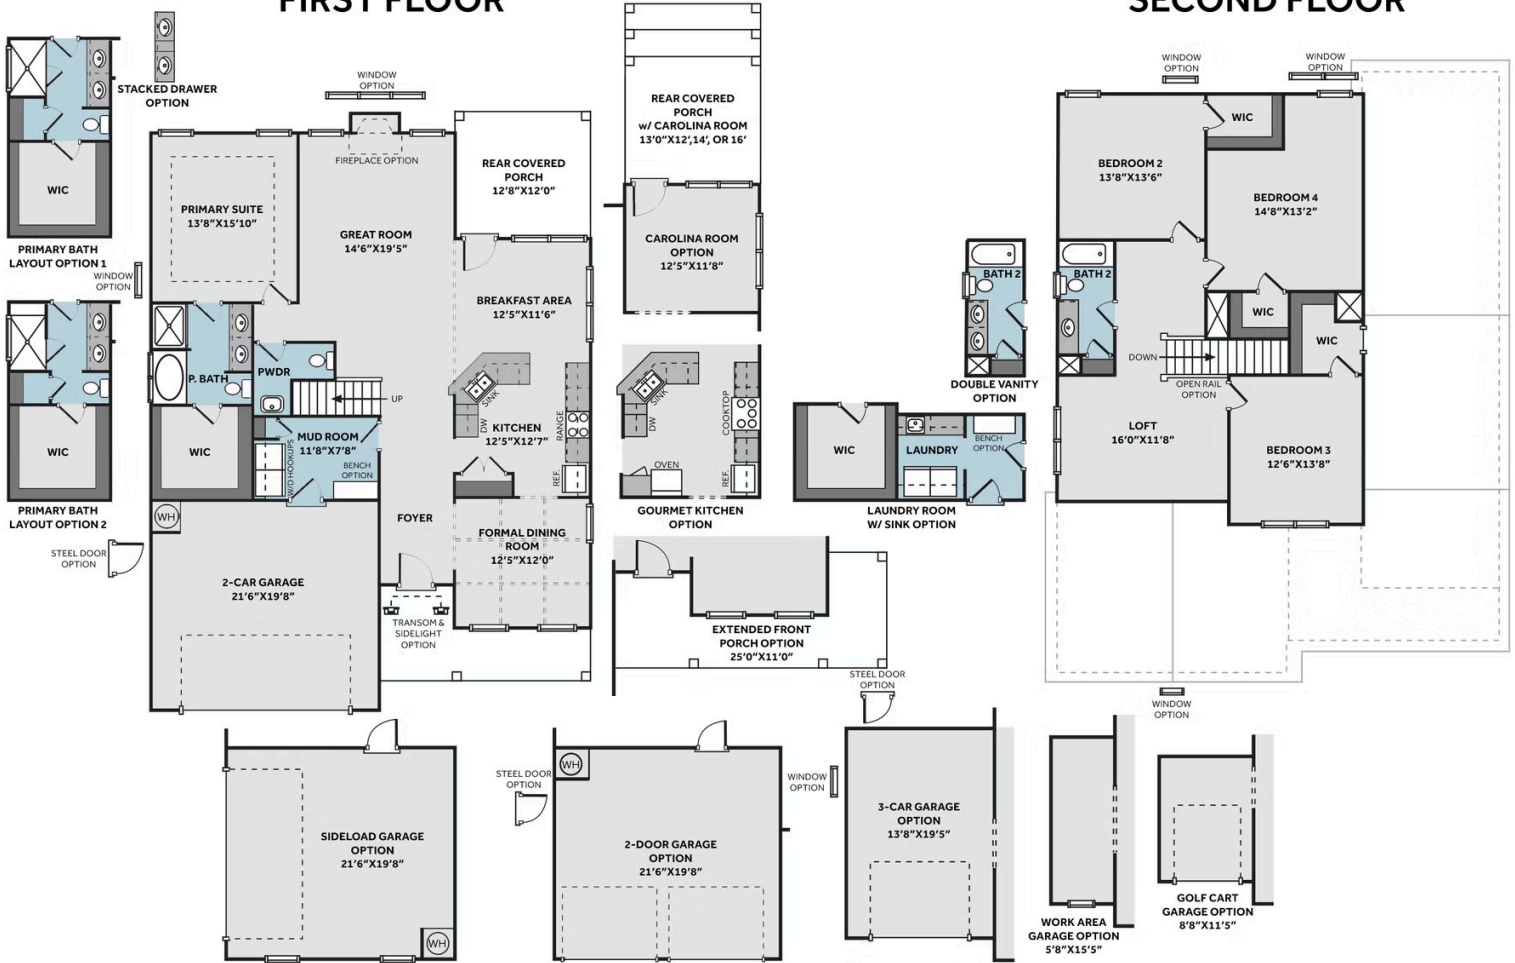 FIRST FLOOR
SECOND FLOOR
STACKED DRAWER
OPTION
WIC
PRIMARY BATH
LAYOUT OPTION 1
WINDOW
OPTION
WIC
PRIMARY BATH
LAYOUT OPTION 2
STEEL DOOR
OPTION
WINDOW
OPTION
FIREPLACE OPTION
PRIMARY SUITE
13'8"X15'10"
GREAT ROOM
14'6"X19'5"
REAR COVERED
PORCH
12'8"X12'0"
BREAKFAST AREA
12'5"X11'6"
P. BATH
PWDR
UP
SINK
DW
KITCHEN
12'5"X12'7"
RANGE
REF.
WIC
MUD ROOM
11'8"X7'8"
W/D HOOKUPS
BENCH
OPTION
WH
FOYER
FORMAL DINING
ROOM
12'5"X12'0"
2-CAR GARAGE
21'6"X19'8"
TRANSOM &
SIDELIGHT
OPTION
REAR COVERED
PORCH
w/ CAROLINA ROOM
13'0"X12',14', OR 16'
CAROLINA ROOM
OPTION
12'5"X11'8"
SINK
DW
COOKTOP
OVEN
REF.
GOURMET KITCHEN
OPTION
EXTENDED FRONT
PORCH OPTION
25'0"X11'0"
WIC
LAUNDRY
BENCH
OPTION
LAUNDRY ROOM
W/ SINK OPTION
BATH 2
DOUBLE VANITY
OPTION
WINDOW
OPTION
WINDOW
OPTION
BEDROOM 2
13'8"X13'6"
WIC
BEDROOM 4
14'8"X13'2"
BATH 2
WIC
WIC
DOWN
OPEN RAIL
OPTION
LOFT
16'0"X11'8"
BEDROOM 3
12'6"X13'8"
WINDOW
OPTION
SIDELOAD GARAGE
OPTION
21'6"X19'8"
WH
STEEL DOOR
OPTION
WH
2-DOOR GARAGE
OPTION
21'6"X19'8"
STEEL DOOR
OPTION
WINDOW
OPTION
3-CAR GARAGE
OPTION
13'8"X19'5"
WORK AREA
GARAGE OPTION
5'8"X15'5"
GOLF CART
GARAGE OPTION
8'8"X11'5"